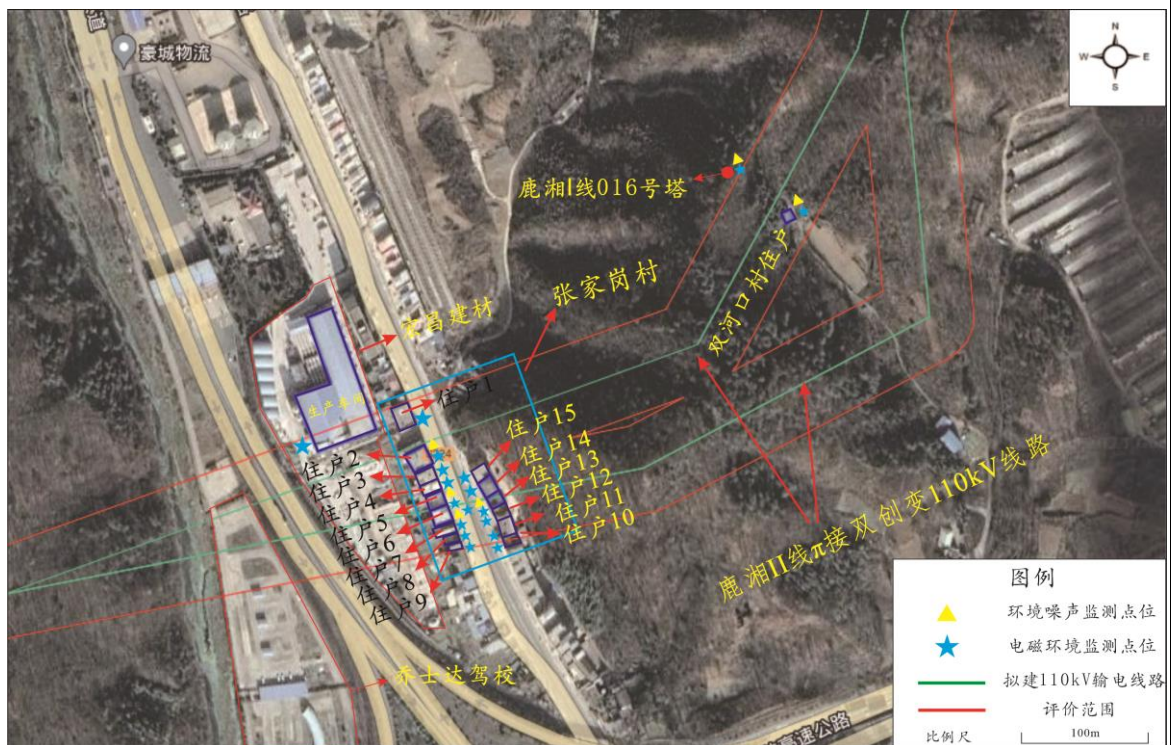 豪城物流
N
W
E
S
鹿湘I线016号塔
双河口村住户
张家岗村
宏昌建材
生产车间
住户1
住户15
住户14
住户13
住户12
住户11
住户10
住户2
住户3
住户4
住户5
住户6
住户7
住户8
住户9
鹿湘II线π接双创变110kV线路
乔士达驾校
高速公路
图例
环境噪声监测点位
电磁环境监测点位
拟建110kV输电线路
评价范围
比例尺
100m